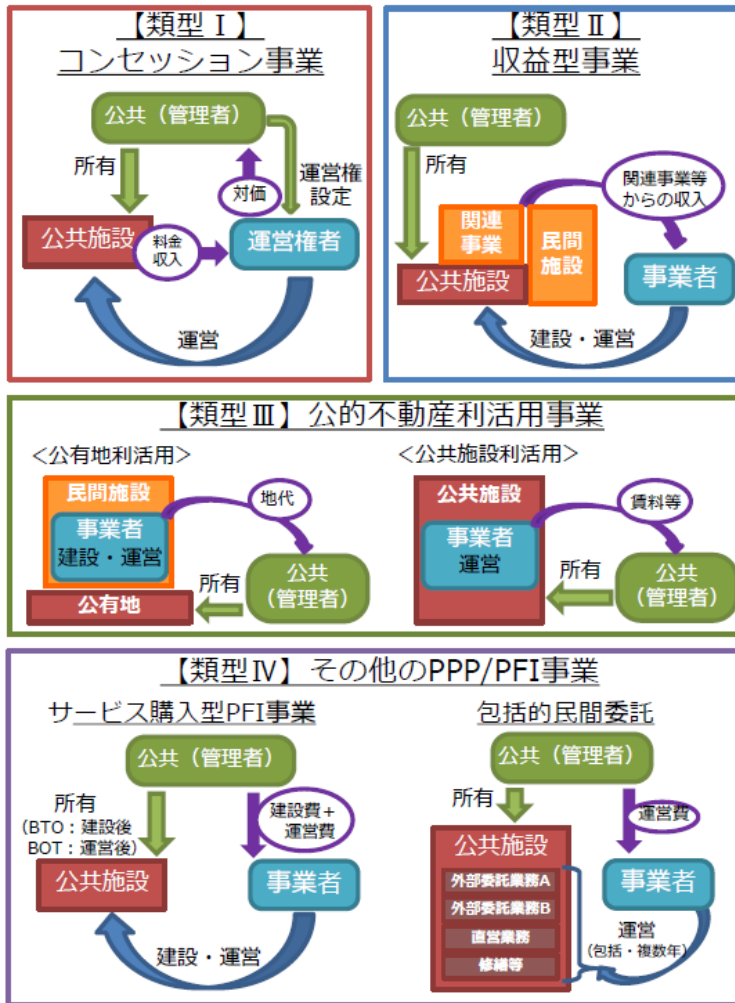 【類型Ⅰ】
コンセッション事業
公共（管理者）
所有
対価
運営権
設定
公共施設
料金
収入
運営権者
運営
【類型Ⅱ】
収益型事業
公共（管理者）
所有
関連事業等
からの収入
関連
事業
民間
施設
公共施設
事業者
建設・運営
【類型Ⅲ】公的不動産利活用事業
＜公有地利活用＞
民間施設
事業者
建設・運営
地代
公共
（管理者）
所有
公有地
＜公共施設利活用＞
公共施設
事業者
運営
賃料等
公共
（管理者）
所有
【類型Ⅳ】その他のPPP/PFI事業
サービス購入型PFI事業
公共（管理者）
所有
（BTO：建設後
BOT：運営後）
建設費＋
運営費
公共施設
事業者
建設・運営
包括的民間委託
公共（管理者）
所有
運営費
公共施設
外部委託業務A
外部委託業務B
直営業務
修繕等
事業者
運営
（包括・複数年）